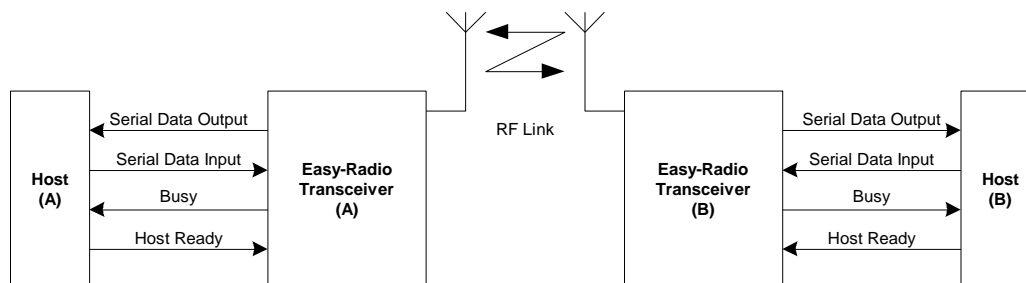 RF Link
Host
(A)
Serial Data Output
Serial Data Input
Busy
Host Ready
Easy-Radio
Transceiver
(A)
Easy-Radio
Transceiver
(B)
Serial Data Output
Serial Data Input
Busy
Host Ready
Host
(B)